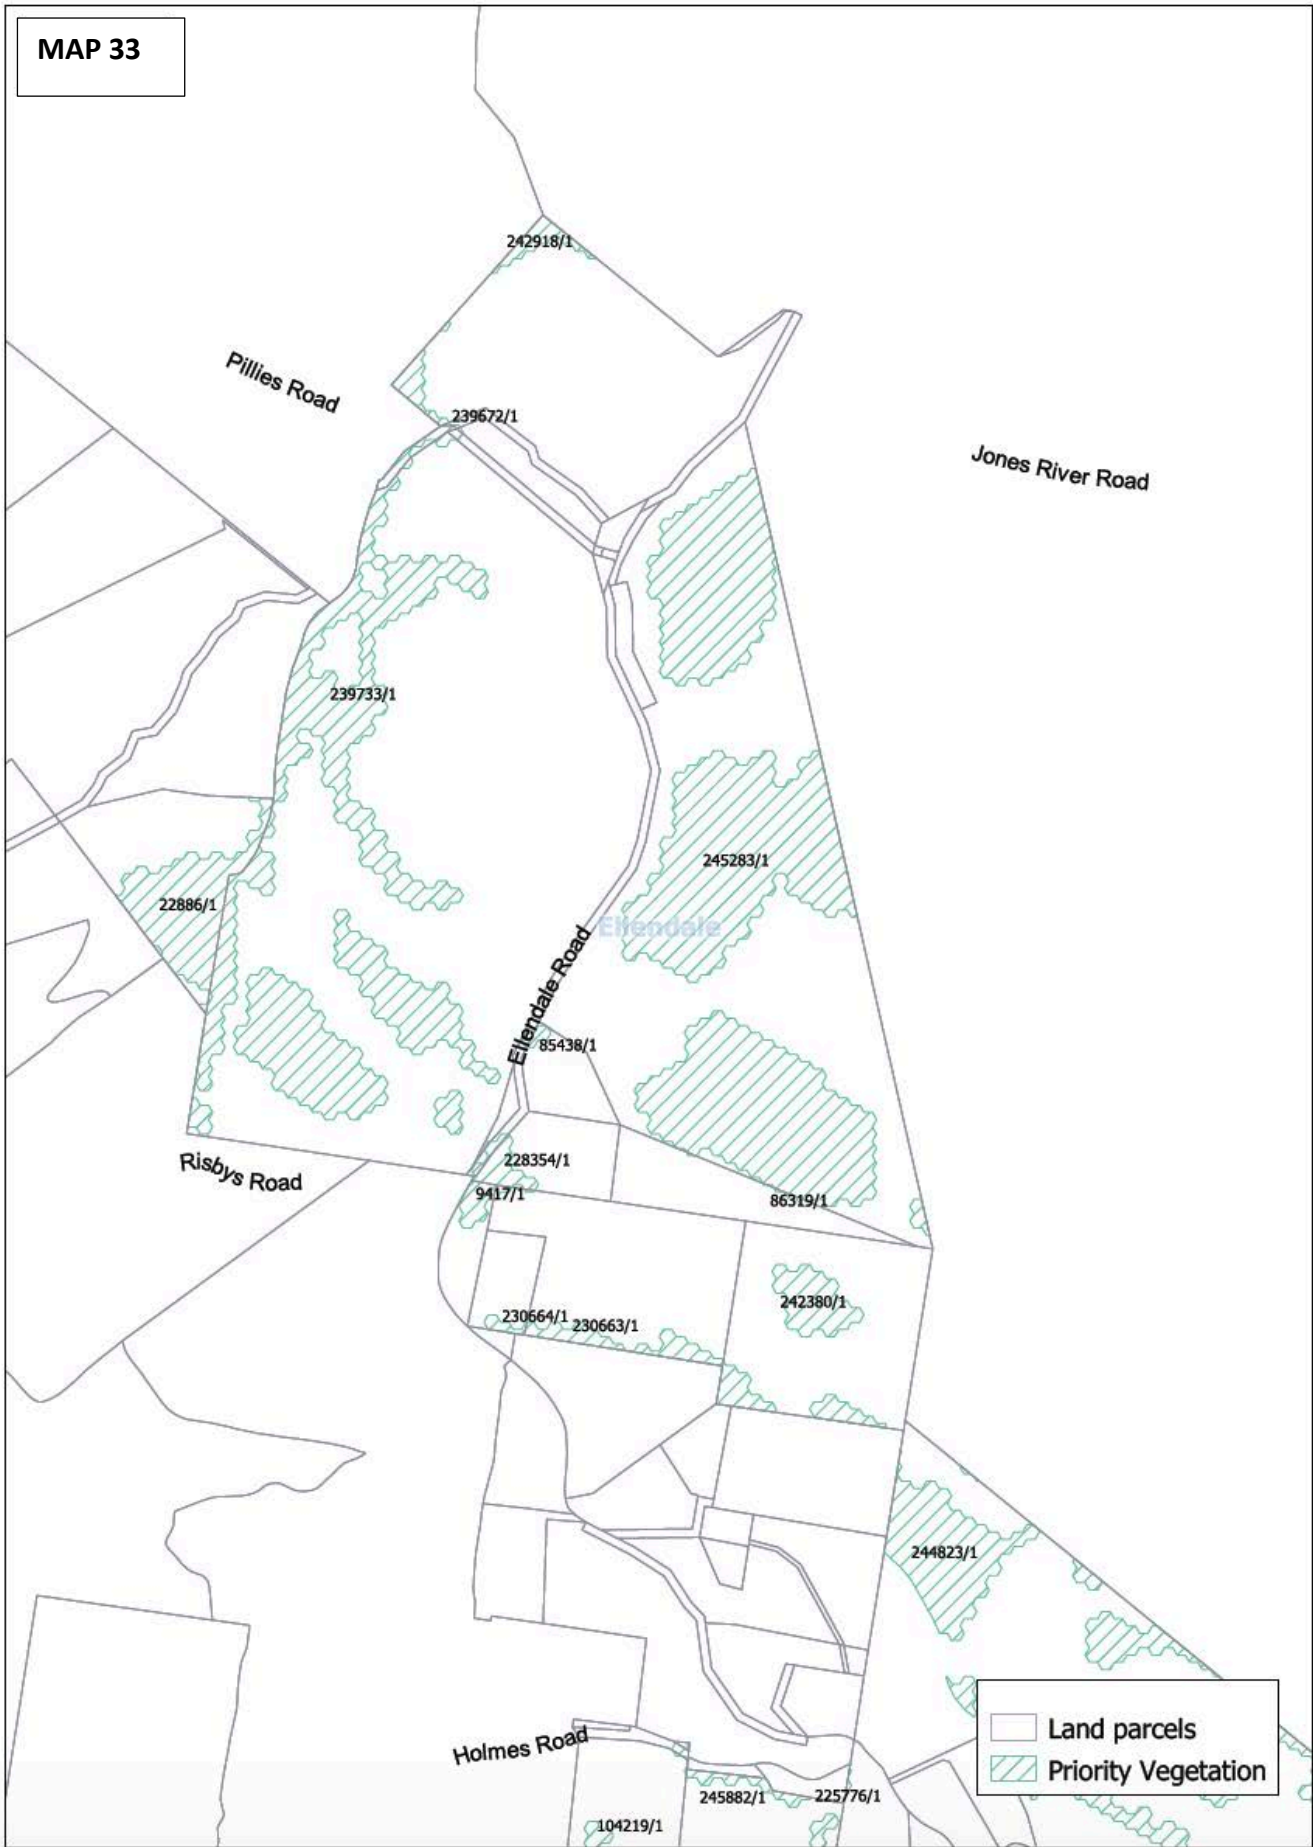 MAP 33
242918/1
Pillies Road
239672/1
Jones River Road
239733/1
245283/1
22886/1
Ellendale
Ellendale Road
85438/1
228354/1
Risbys Road
9417/1
86319/1
242380/1
230664/1
230663/1
244823/1
Land parcels
Holmes Road
Priority Vegetation
245882/1
225776/1
104219/1